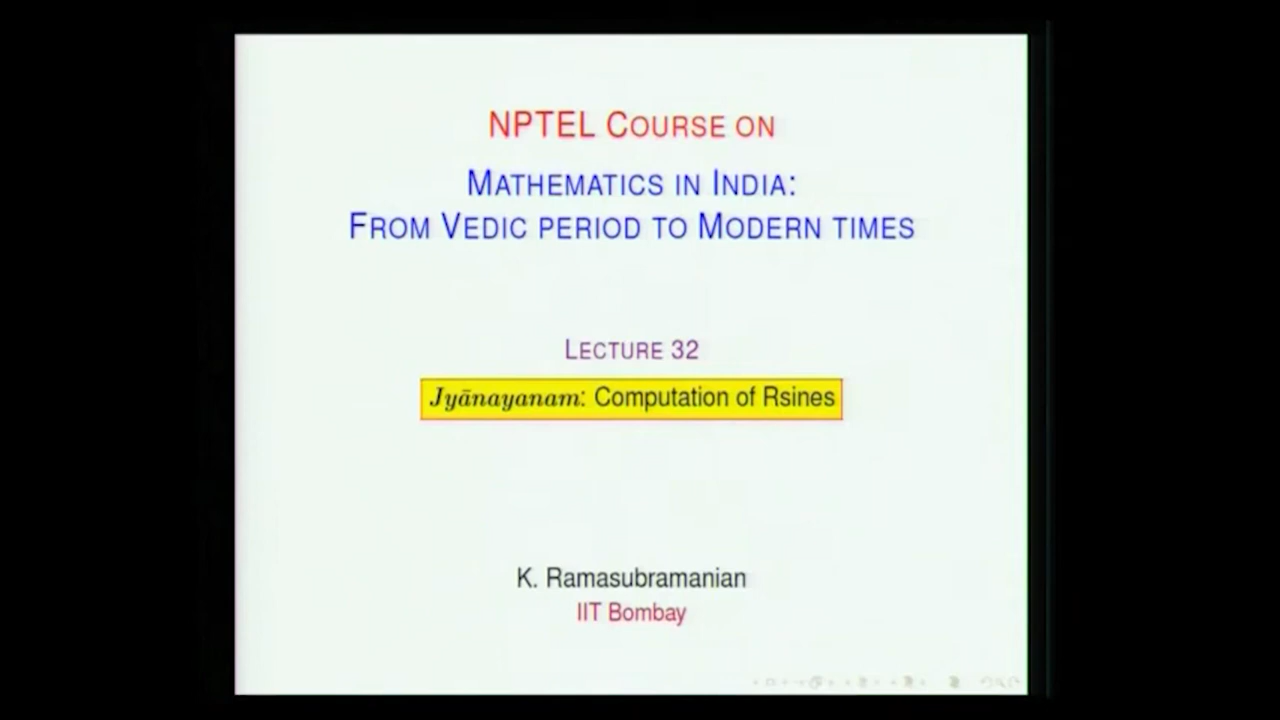 NPTEL COURSE ON
MATHEMATICS IN INDIA:
FROM VEDIC PERIOD TO MODERN TIMES
LECTURE 32
Jyānayanam: Computation of Rsines
K. Ramasubramanian
IIT Bombay